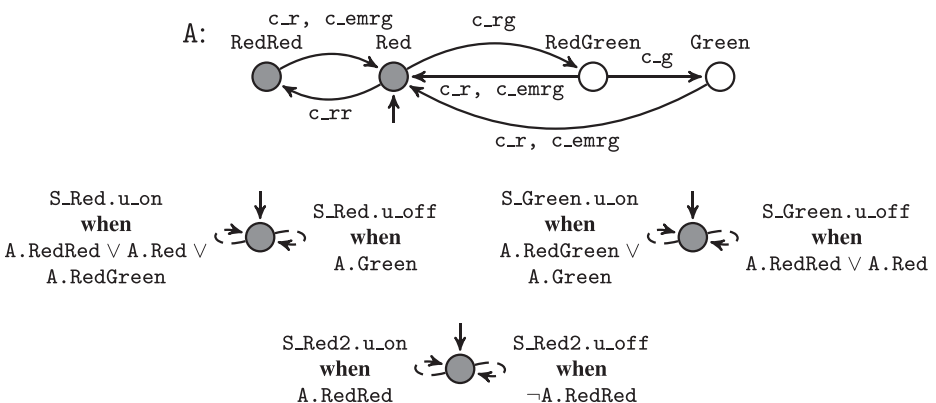 A:
c_r, c_emrg
c_rg
RedRed
Red
RedGreen
Green
c_g
c_r, c_emrg
c_rr
c_r, c_emrg
S_Red.u_on
when
A.RedRed ∨ A.Red ∨
A.RedGreen
S_Red.u_off
when
A.Green
S_Green.u_on
when
A.RedGreen ∨
A.Green
S_Green.u_off
when
A.RedRed ∨ A.Red
S_Red2.u_on
when
A.RedRed
S_Red2.u_off
when
¬A.RedRed